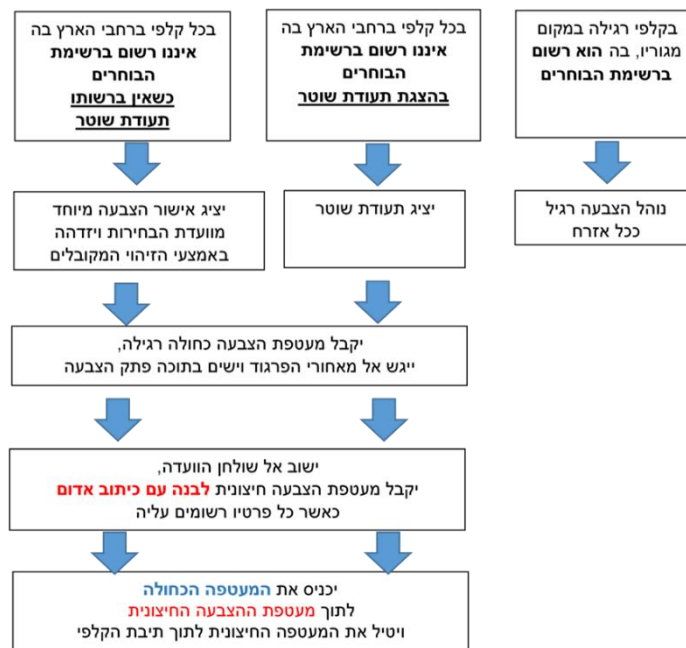 בקלפי רגילה במקום
מגוריו, בה הוא רשום
ברשימת הבוחרים
בכל קלפי ברחבי הארץ בה
איננו רשום ברשימת
הבוחרים
בהצגת תעודת שוטר
בכל קלפי ברחבי הארץ בה
איננו רשום ברשימת
הבוחרים
כשאין ברשותו
תעודת שוטר
נוהל הצבעה רגיל
ככל אזרח
יציג תעודת שוטר
יציג אישור הצבעה מיוחד
מוועדת הבחירות ויזדהה
באמצעי הזיהוי המקובלים
יקבל מעטפת הצבעה כחולה רגילה,
ייגש אל מאחורי הפרגוד וישים בתוכה פתק הצבעה
ישוב אל שולחן הוועדה,
יקבל מעטפת הצבעה חיצונית לבנה עם כיתוב אדום
כאשר כל פרטיו רשומים עליה
יכניס את המעטפה הכחולה
לתוך מעטפת ההצבעה החיצונית
ויטיל את המעטפה החיצונית לתוך תיבת הקלפי